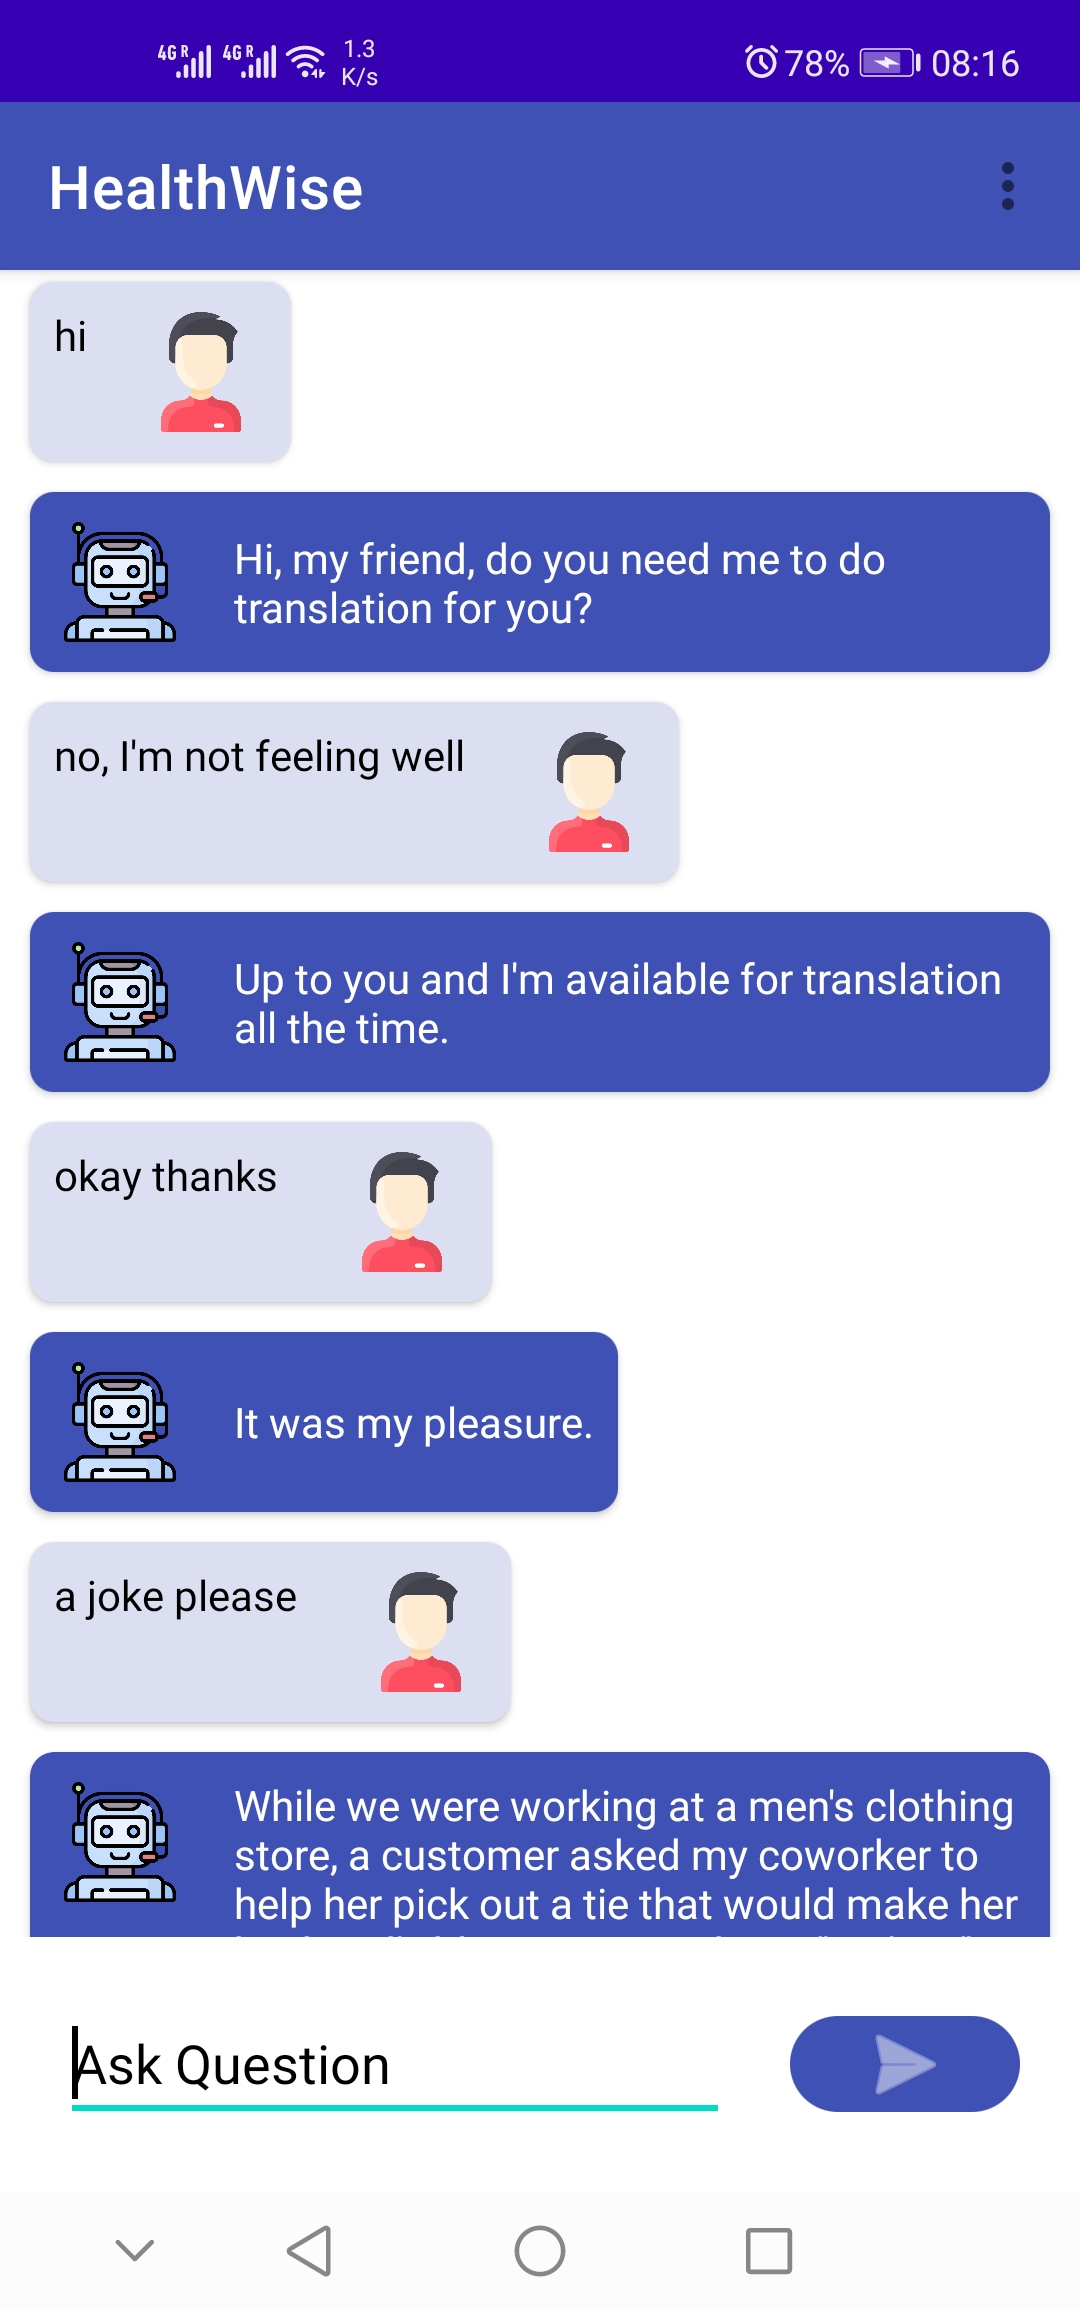 4G R 4G R 1.3 K/s 78% 08:16
HealthWise
hi
Hi, my friend, do you need me to do
translation for you?
no, I'm not feeling well
Up to you and I'm available for translation
all the time.
okay thanks
It was my pleasure.
a joke please
While we were working at a men's clothing
store, a customer asked my coworker to
help her pick out a tie that would make her
Ask Question